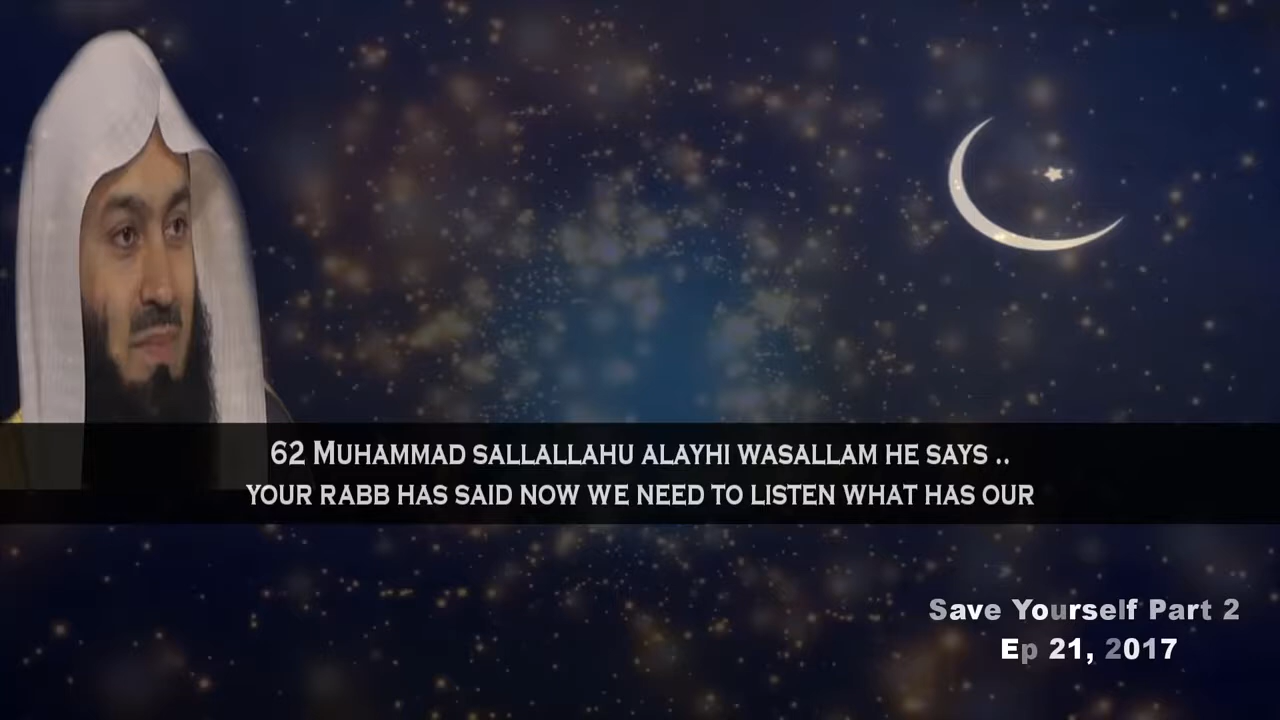 62 MUHAMMAD SALLALLAHU ALAYHI WASALLAM HE SAYS ..
YOUR RABB HAS SAID NOW WE NEED TO LISTEN WHAT HAS OUR
Save Yourself Part 2
Ep 21, 2017